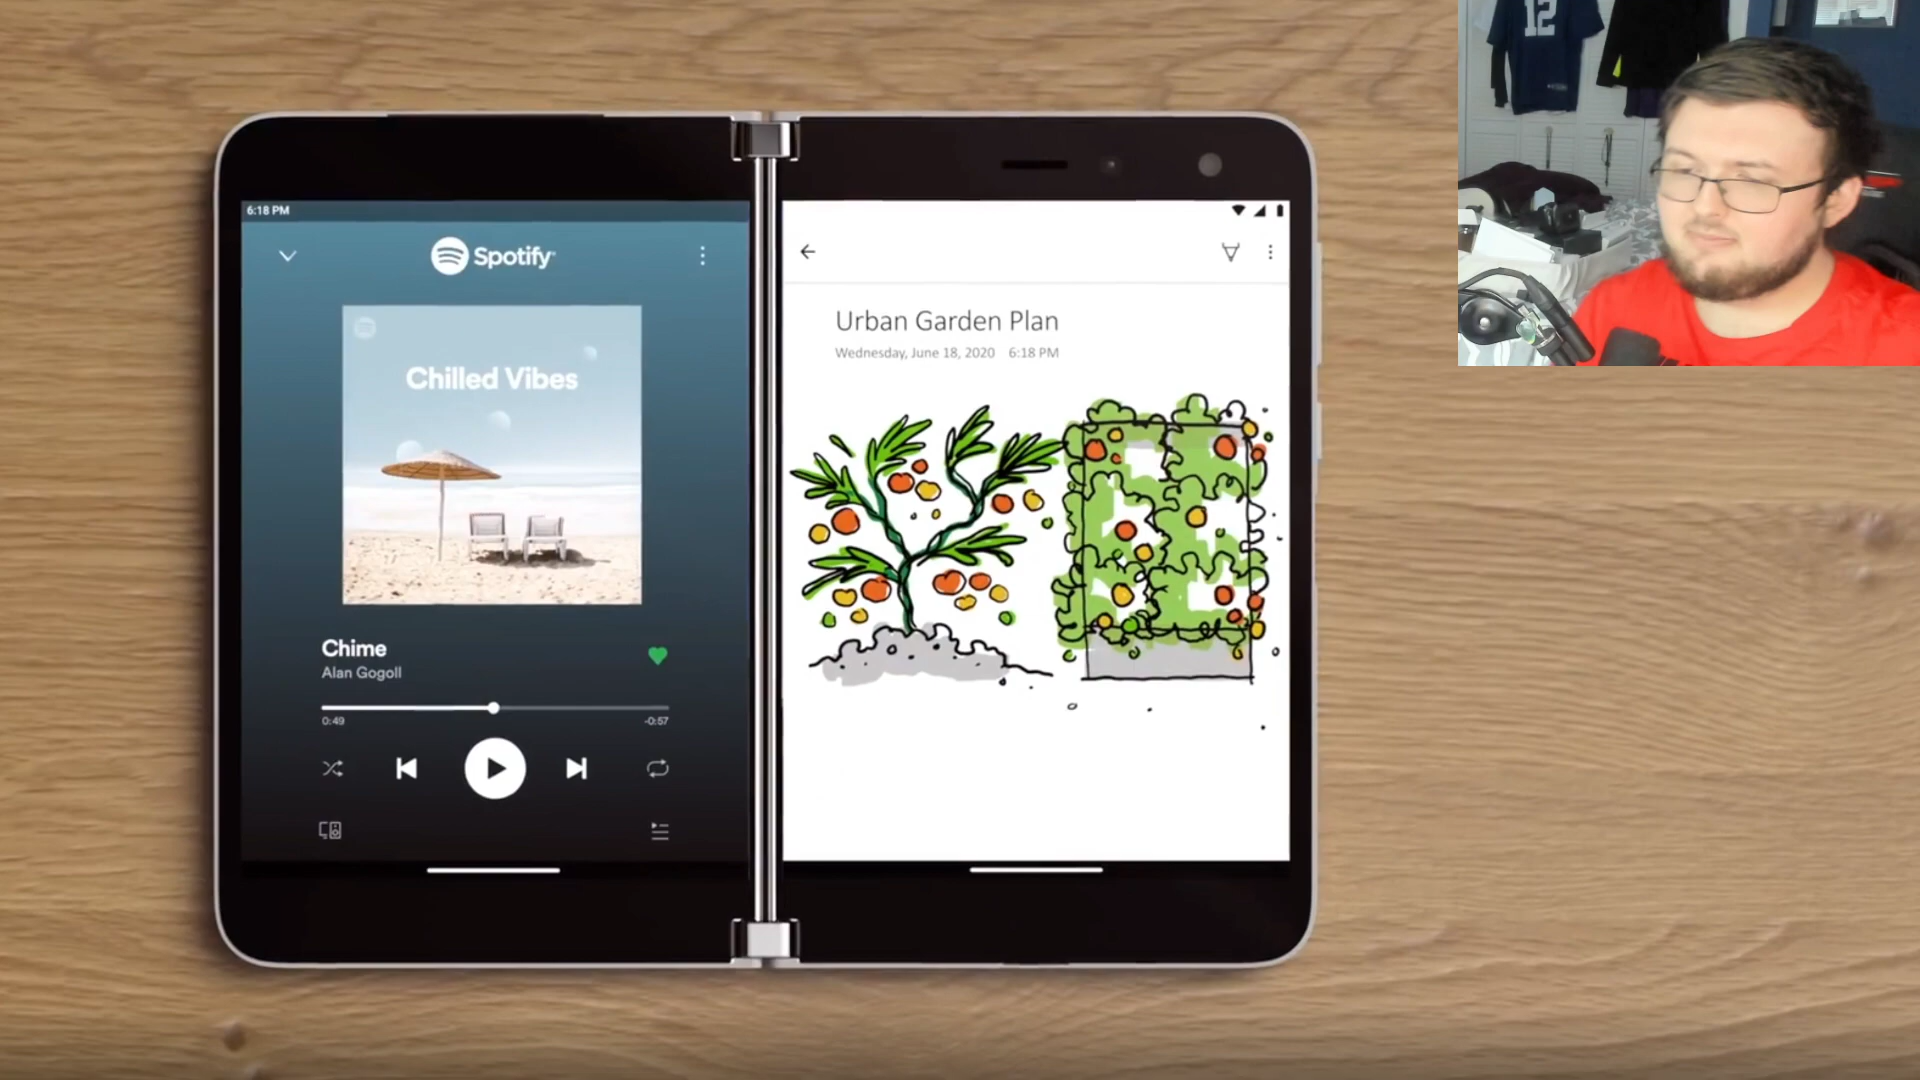 12
6:18 PM
Spotify
Chilled Vibes
Chime
Alan Gogoll
0:49
-0:57
Urban Garden Plan
Wednesday, June 18, 2020 6:18 PM